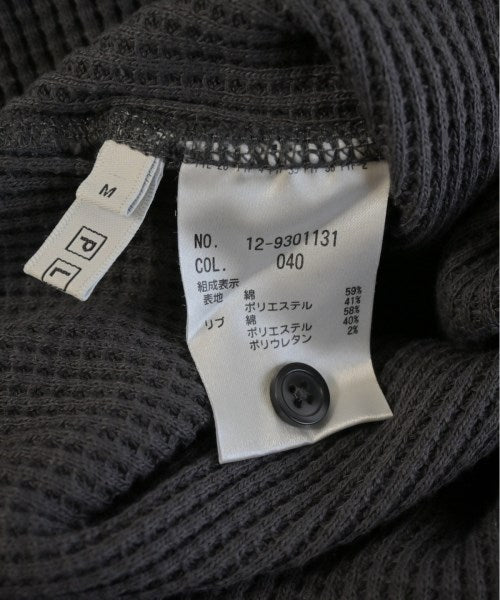 M
P L
NO. 12-9301131
COL. 040
組成表示
表地 綿 59%
ポリエステル 41%
リブ 綿 58%
ポリエステル 40%
ポリウレタン 2%